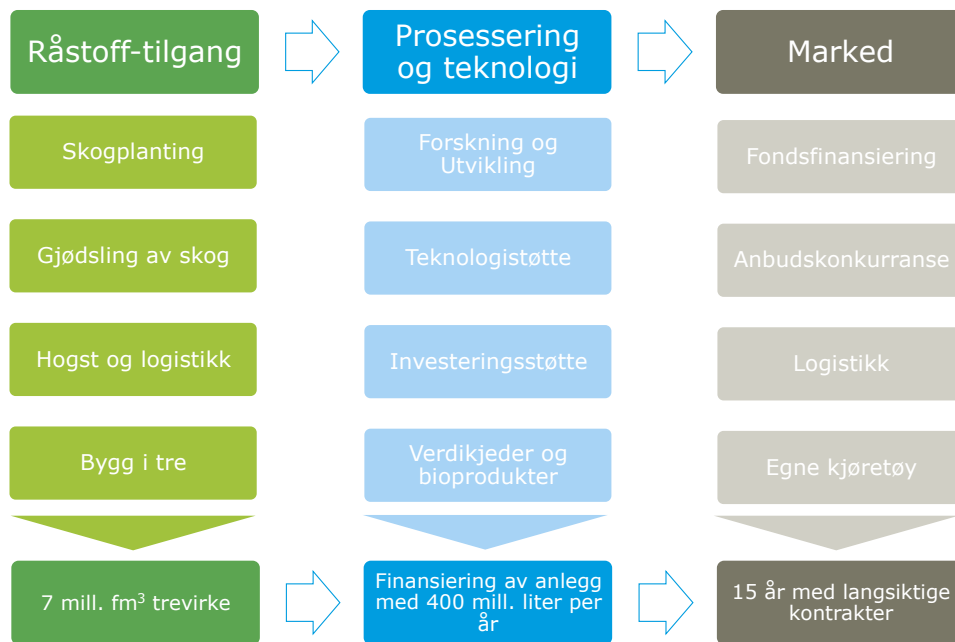 Råstoff-tilgang
Prosessering
og teknologi
Marked
Skogplanting
Forskning og
Utvikling
Fondsfinansiering
Gjødsling av skog
Teknologistøtte
Anbudskonkurranse
Hogst og logistikk
Investeringsstøtte
Logistikk
Bygg i tre
Verdikjeder og
bioprodukter
Egne kjøretøy
7 mill. fm³ trevirke
Finansiering av anlegg
med 400 mill. liter per
år
15 år med langsiktige
kontrakter